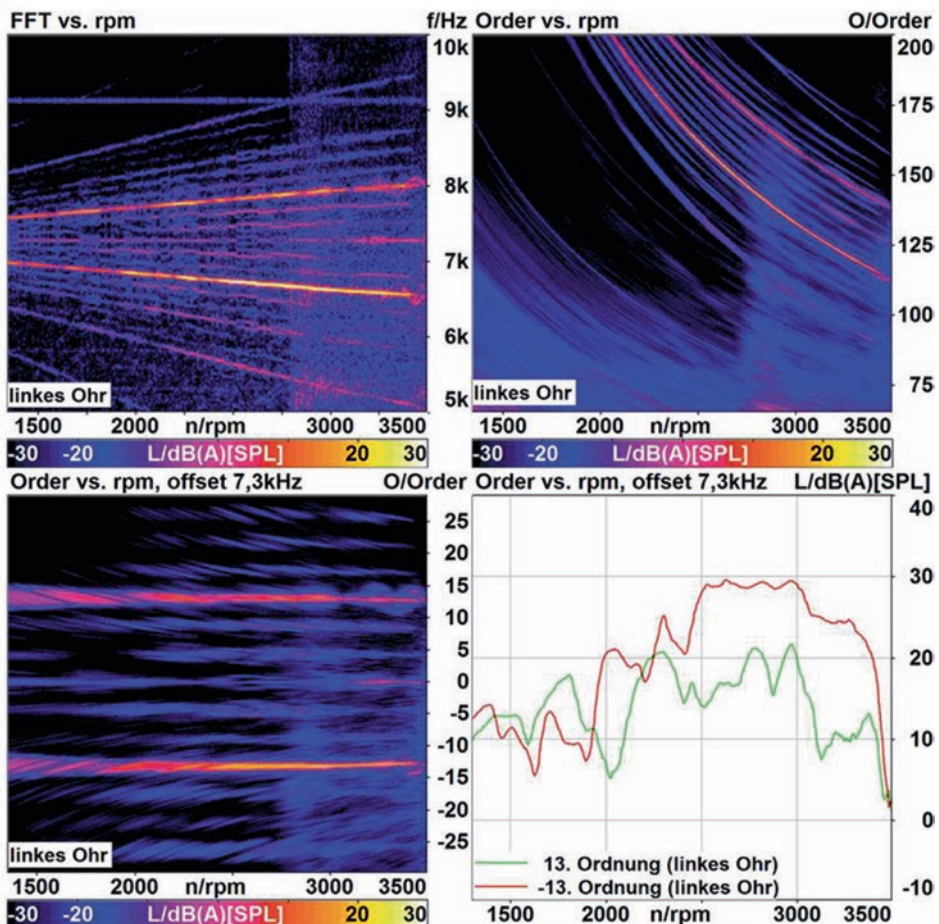 FFT vs. rpm f/Hz
10k
9k
8k
7k
6k
5k
linkes Ohr
1500 2000 n/rpm 3000 3500
-30 -20 L/dB(A)[SPL] 20 30
Order vs. rpm O/Order
200
175
150
125
100
75
linkes Ohr
1500 2000 n/rpm 3000 3500
-30 -20 L/dB(A)[SPL] 20 30
Order vs. rpm, offset 7,3kHz O/Order
25
20
15
10
5
0
-5
-10
-15
-20
-25
linkes Ohr
1500 2000 n/rpm 3000 3500
-30 -20 L/dB(A)[SPL] 20 30
Order vs. rpm, offset 7,3kHz L/dB(A)[SPL]
40
30
20
10
0
-10
13. Ordnung (linkes Ohr)
-13. Ordnung (linkes Ohr)
1500 2000 n/rpm 3000 3500